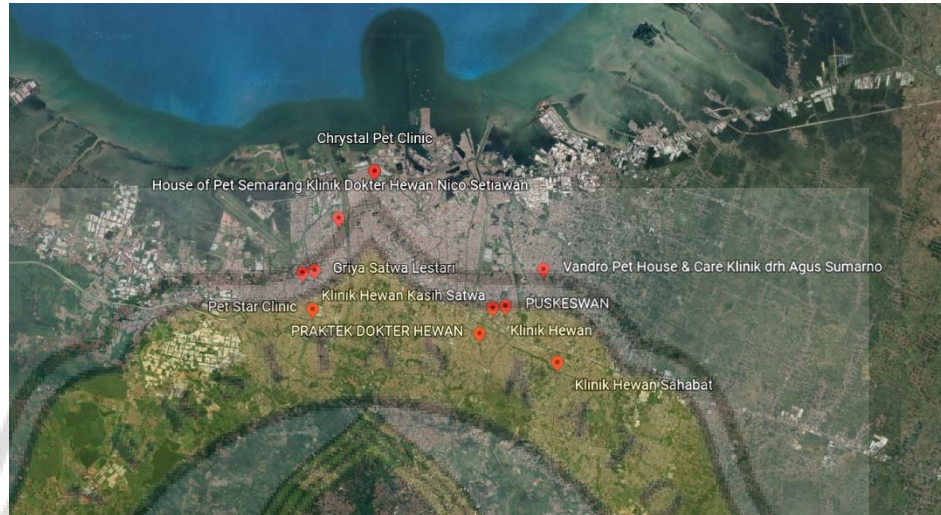 Chrystal Pet Clinic
House of Pet Semarang Klinik Dokter Hewan Nico Setiawan
Griya Satwa Lestari
Vandro Pet House & Care Klinik drh Agus Sumarno
Klinik Hewan Kasih Satwa
Pet Star Clinic
PUSKESWAN
PRAKTEK DOKTER HEWAN
Klinik Hewan
Klinik Hewan Sahabat